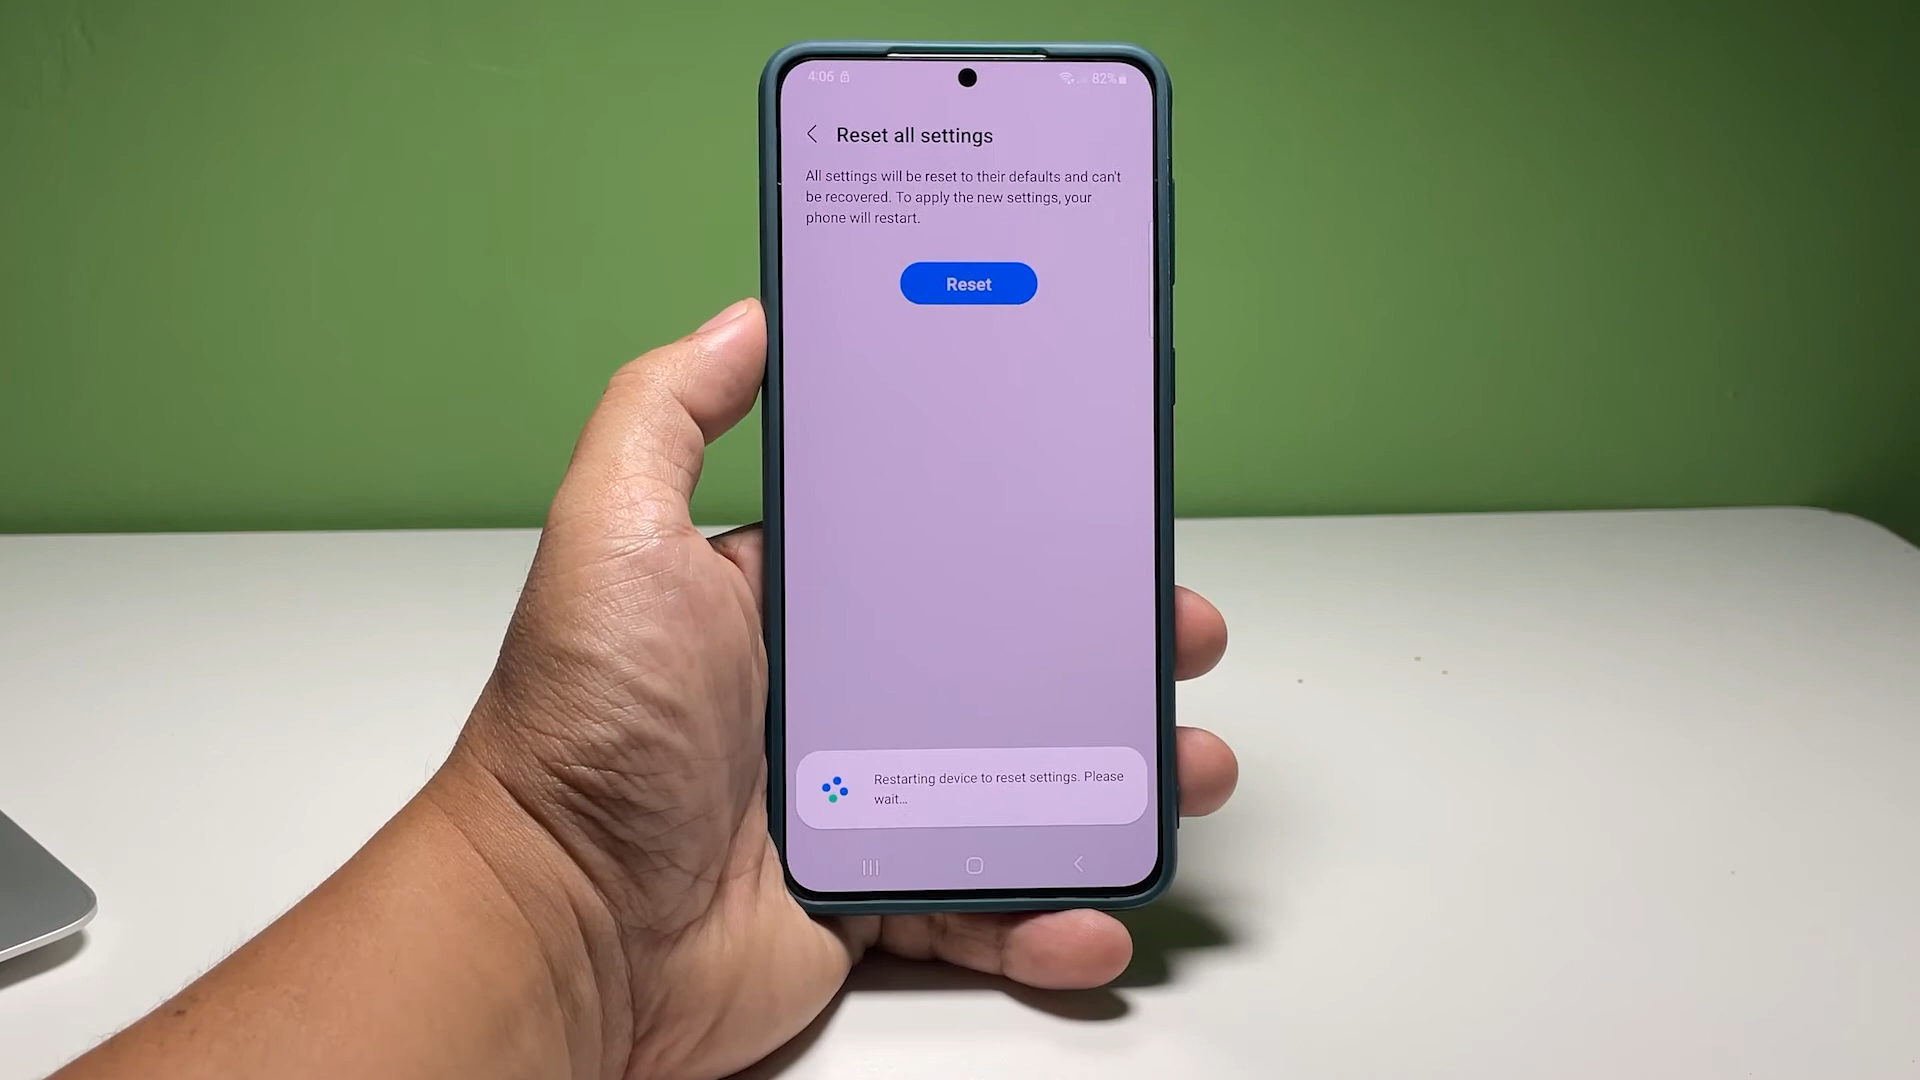 4:06
82%
Reset all settings
All settings will be reset to their defaults and can't
be recovered. To apply the new settings, your
phone will restart.
Reset
Restarting device to reset settings. Please
wait...